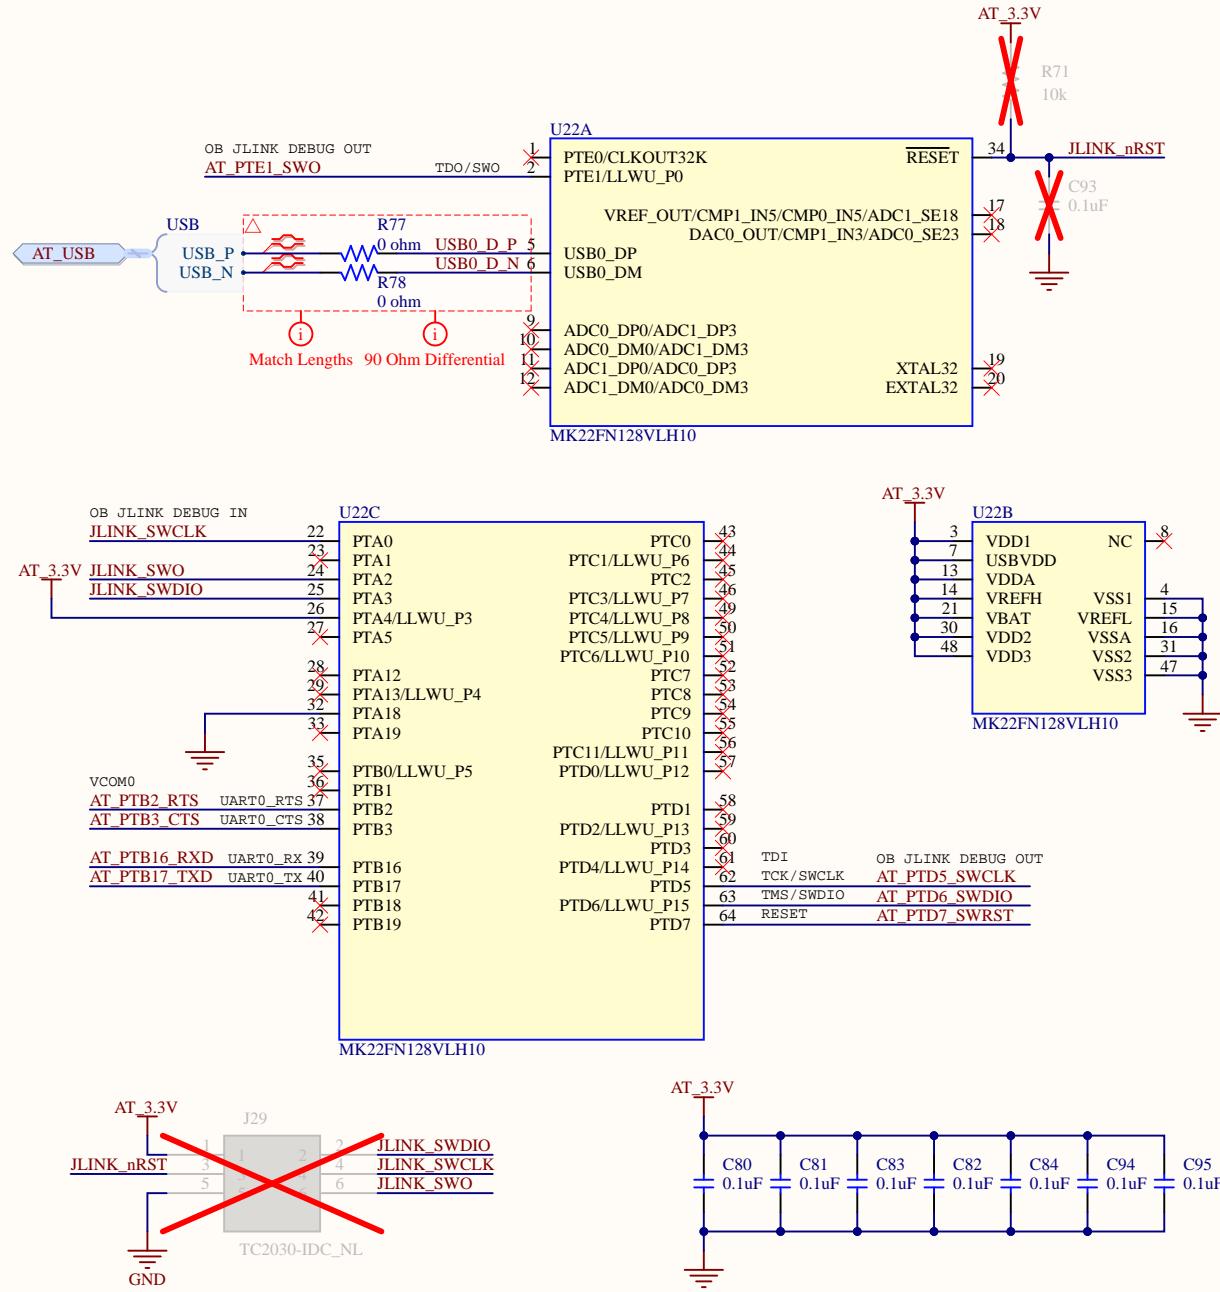 AT_3.3V
R71
10k
U22A
OB JLINK DEBUG OUT
AT_PTE1_SWO
TDO/SWO
1 PTE0/CLKOUT32K
2 PTE1/LLWU_P0
RESET 34
JLINK_nRST
C93
0.1uF
VREF_OUT/CMP1_IN5/CMP0_IN5/ADC1_SE18 17
DAC0_OUT/CMP1_IN3/ADC0_SE23 18
AT_USB
USB
USB_P
USB_N
R77
0 ohm
USB0_D_P 5 USB0_DP
USB0_D_N 6 USB0_DM
R78
0 ohm
i
i
Match Lengths
90 Ohm Differential
9 ADC0_DP0/ADC1_DP3
10 ADC0_DM0/ADC1_DM3
11 ADC1_DP0/ADC0_DP3
12 ADC1_DM0/ADC0_DM3
XTAL32 19
EXTAL32 20
MK22FN128VLH10
U22C
OB JLINK DEBUG IN
JLINK_SWCLK 22 PTA0
23 PTA1
AT_3.3V
JLINK_SWO 24 PTA2
JLINK_SWDIO 25 PTA3
26 PTA4/LLWU_P3
27 PTA5
28 PTA12
29 PTA13/LLWU_P4
32 PTA18
33 PTA19
35 PTB0/LLWU_P5
36 PTB1
VCOM0
AT_PTB2_RTS UART0_RTS 37 PTB2
AT_PTB3_CTS UART0_CTS 38 PTB3
AT_PTB16_RXD UART0_RX 39 PTB16
AT_PTB17_TXD UART0_TX 40 PTB17
41 PTB18
42 PTB19
PTC0 43
PTC1/LLWU_P6 44
PTC2 45
PTC3/LLWU_P7 46
PTC4/LLWU_P8 49
PTC5/LLWU_P9 50
PTC6/LLWU_P10 51
PTC7 52
PTC8 53
PTC9 54
PTC10 55
PTC11/LLWU_P11 56
PTD0/LLWU_P12 57
PTD1 58
PTD2/LLWU_P13 59
PTD3 60
PTD4/LLWU_P14 61
TDI
OB JLINK DEBUG OUT
PTD5 62 TCK/SWCLK AT_PTD5_SWCLK
PTD6/LLWU_P15 63 TMS/SWDIO AT_PTD6_SWDIO
PTD7 64 RESET AT_PTD7_SWRST
MK22FN128VLH10
AT_3.3V
U22B
3 VDD1
7 USBVDD
13 VDDA
14 VREFH
21 VBAT
30 VDD2
48 VDD3
NC 8
VSS1 4
VREFL 15
VSSA 16
VSS2 31
VSS3 47
MK22FN128VLH10
AT_3.3V
J29
1 1 2 2 JLINK_SWDIO
JLINK_nRST 3 4 JLINK_SWCLK
5 6 JLINK_SWO
TC2030-IDC_NL
GND
AT_3.3V
C80
0.1uF
C81
0.1uF
C83
0.1uF
C82
0.1uF
C84
0.1uF
C94
0.1uF
C95
0.1uF